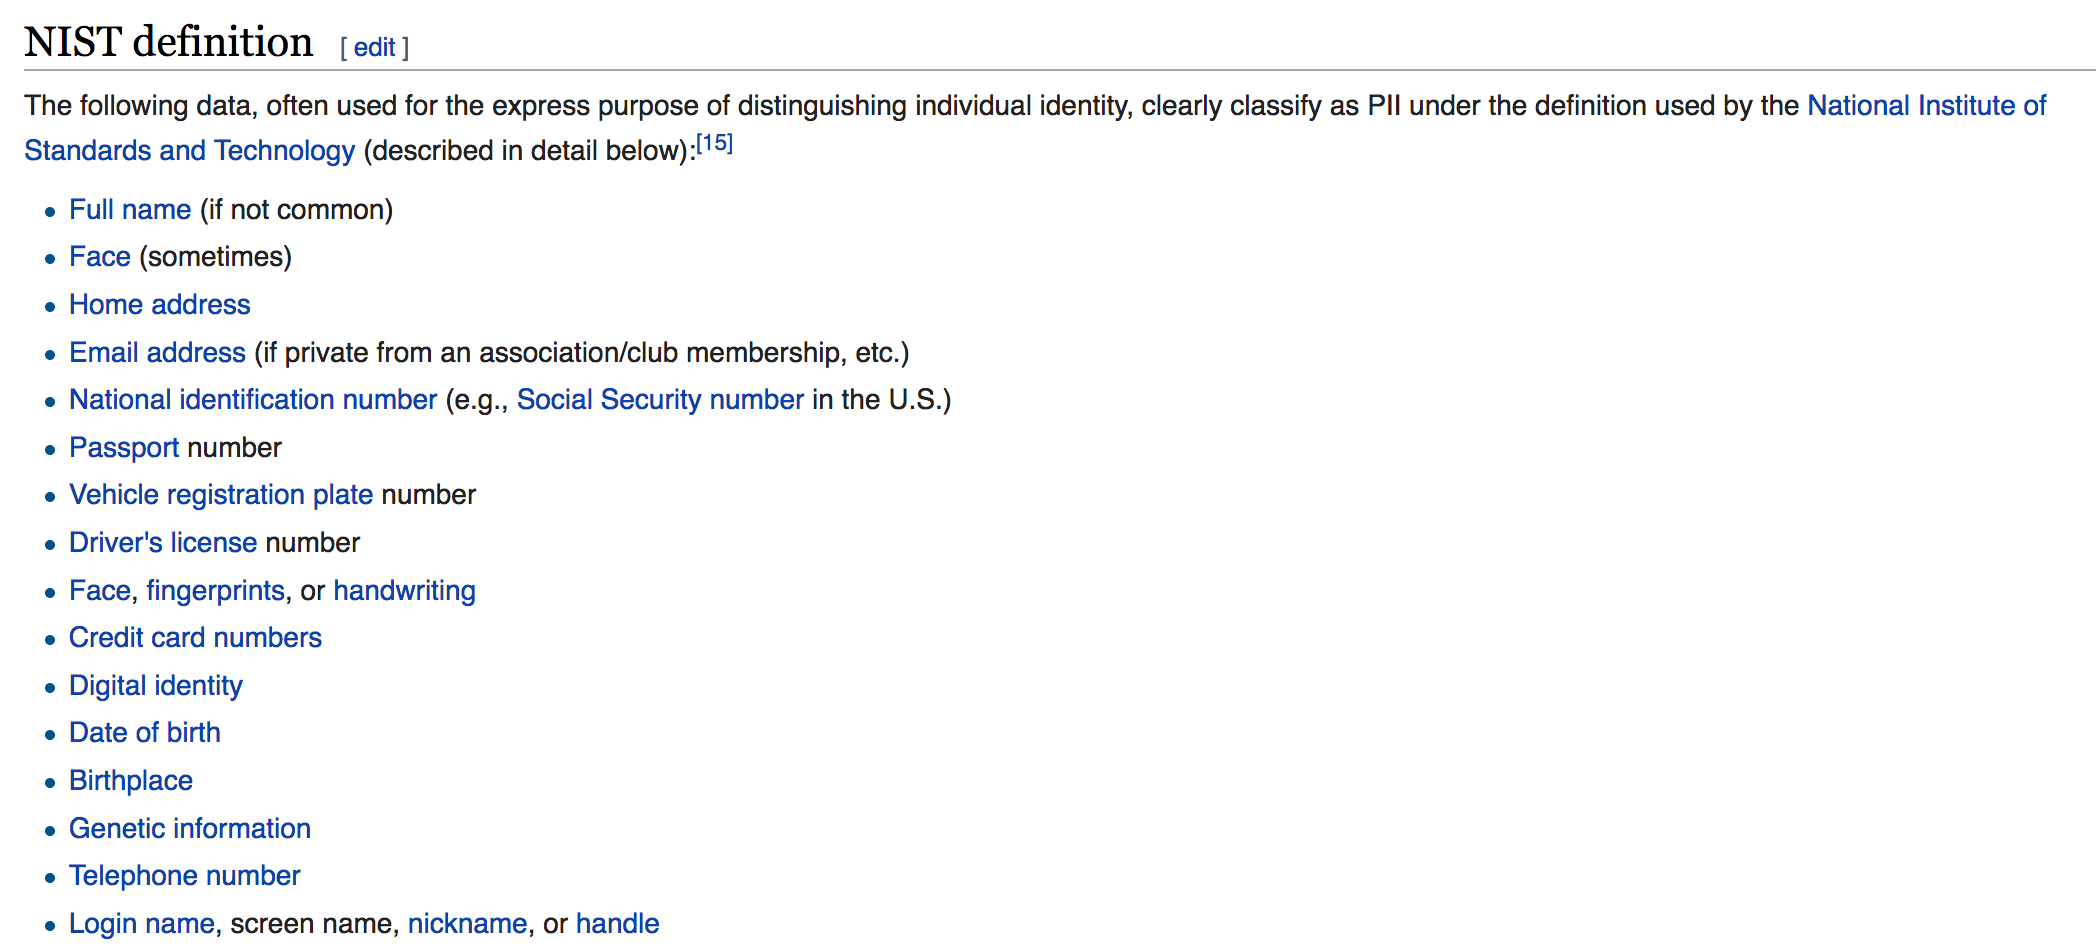 NIST definition [ edit ]
The following data, often used for the express purpose of distinguishing individual identity, clearly classify as PII under the definition used by the National Institute of
Standards and Technology (described in detail below):[15]
• Full name (if not common)
• Face (sometimes)
• Home address
• Email address (if private from an association/club membership, etc.)
• National identification number (e.g., Social Security number in the U.S.)
• Passport number
• Vehicle registration plate number
• Driver's license number
• Face, fingerprints, or handwriting
• Credit card numbers
• Digital identity
• Date of birth
• Birthplace
• Genetic information
• Telephone number
• Login name, screen name, nickname, or handle